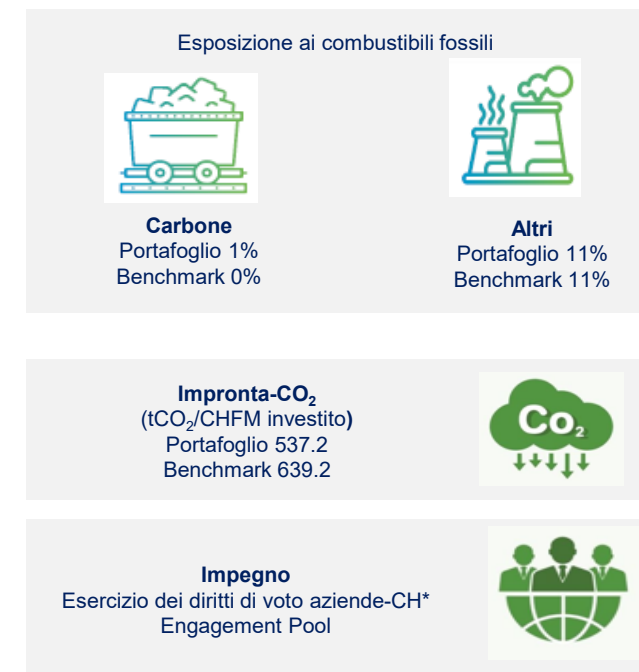 Esposizione ai combustibili fossili
Carbone
Portafoglio 1%
Benchmark 0%
Altri
Portafoglio 11%
Benchmark 11%
Impronta-CO₂
(tCO₂/CHFM investito)
Portafoglio 537.2
Benchmark 639.2
Co₂
Impegno
Esercizio dei diritti di voto aziende-CH*
Engagement Pool